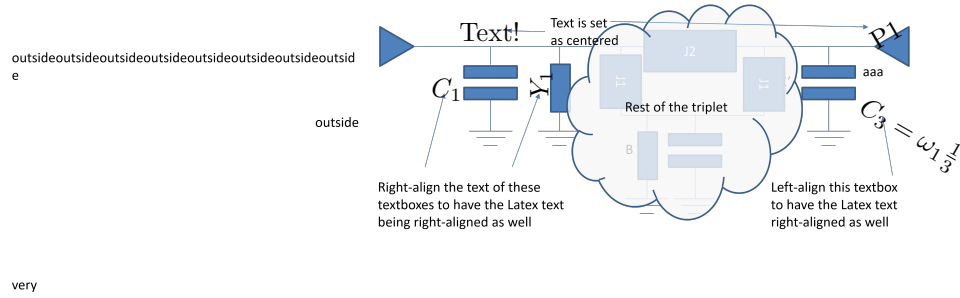 outsideoutsideoutsideoutsideoutsideoutsideoutsideoutsid
e
outside
very
Text!
Text is set
as centered
P1
J2
J1
J1
aaa
C₁
Y₁
Rest of the triplet
C₃ = ω₁ 1/3
B
Right-align the text of these
textboxes to have the Latex text
being right-aligned as well
Left-align this textbox
to have the Latex text
right-aligned as well